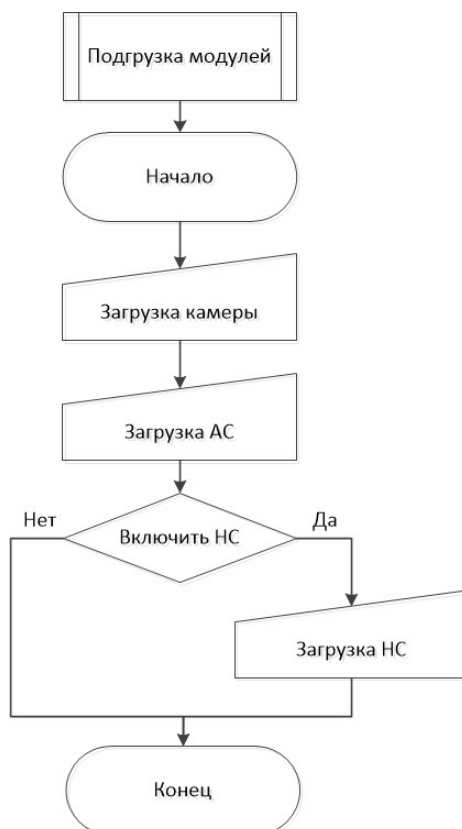 Подгрузка модулей
Начало
Загрузка камеры
Загрузка АС
Нет
Включить НС
Да
Загрузка НС
Конец